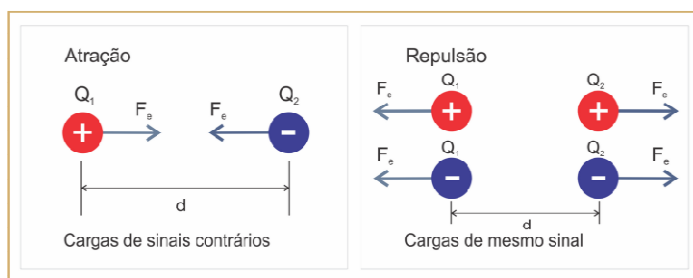 Atração
Q₁ Q₂
Fₑ Fₑ
+ -
d
Cargas de sinais contrários
Repulsão
Q₁ Q₂
Fₑ Fₑ
+ +
Q₁ Q₂
Fₑ Fₑ
- -
d
Cargas de mesmo sinal